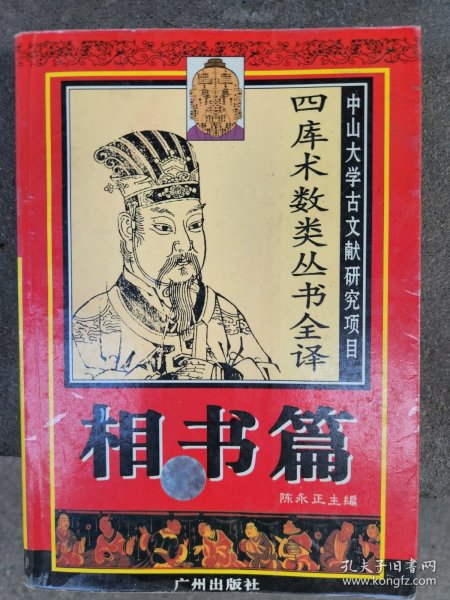 中山大学古文献研究项目
四库术数类丛书全译
相书篇
陈永正主编
广州出版社
孔夫子旧书网
www.kongfz.com